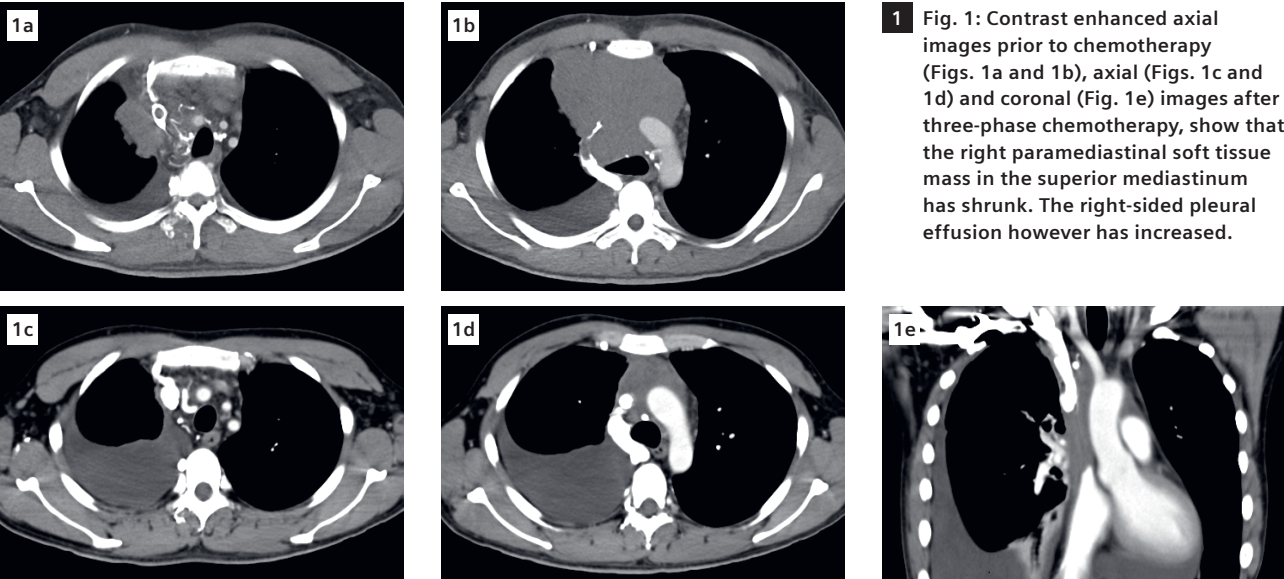 1a
1b
1 Fig. 1: Contrast enhanced axial
images prior to chemotherapy
(Figs. 1a and 1b), axial (Figs. 1c and
1d) and coronal (Fig. 1e) images after
three-phase chemotherapy, show that
the right paramediastinal soft tissue
mass in the superior mediastinum
has shrunk. The right-sided pleural
effusion however has increased.
1c
1d
1e